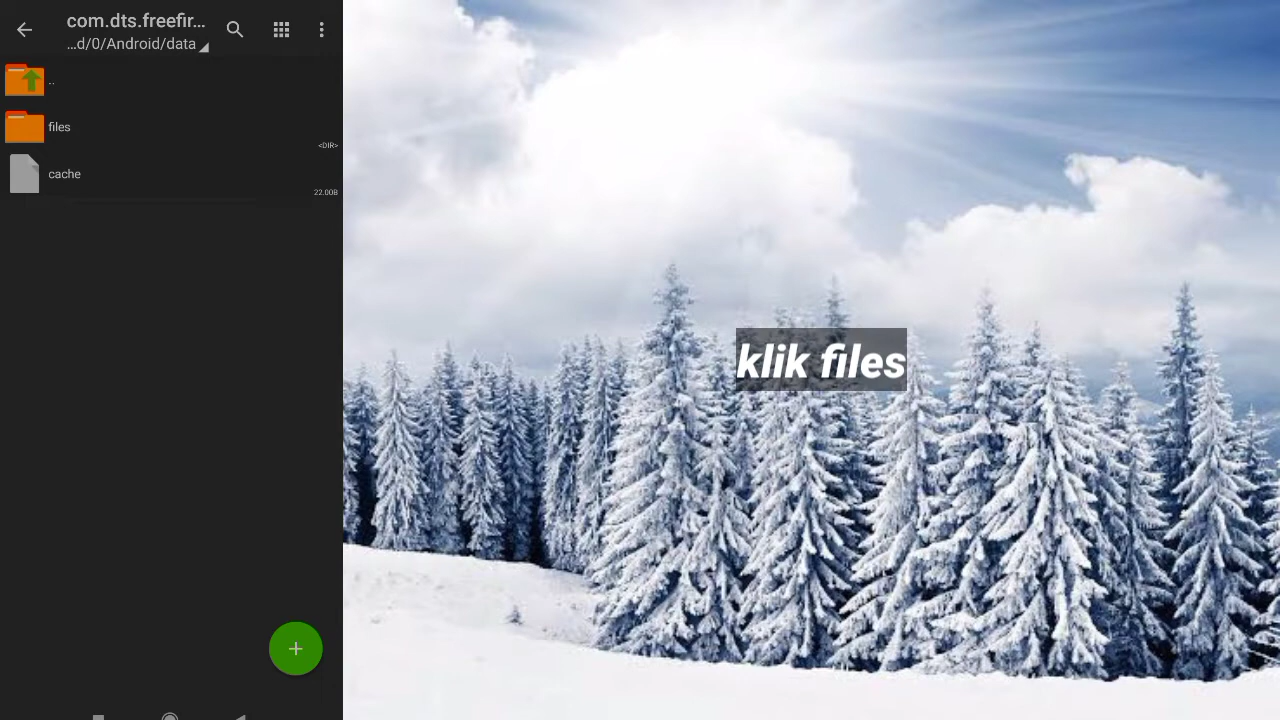 com.dts.freefir...
...d/0/Android/data
..
files
<DIR>
cache
22.00B
klik files